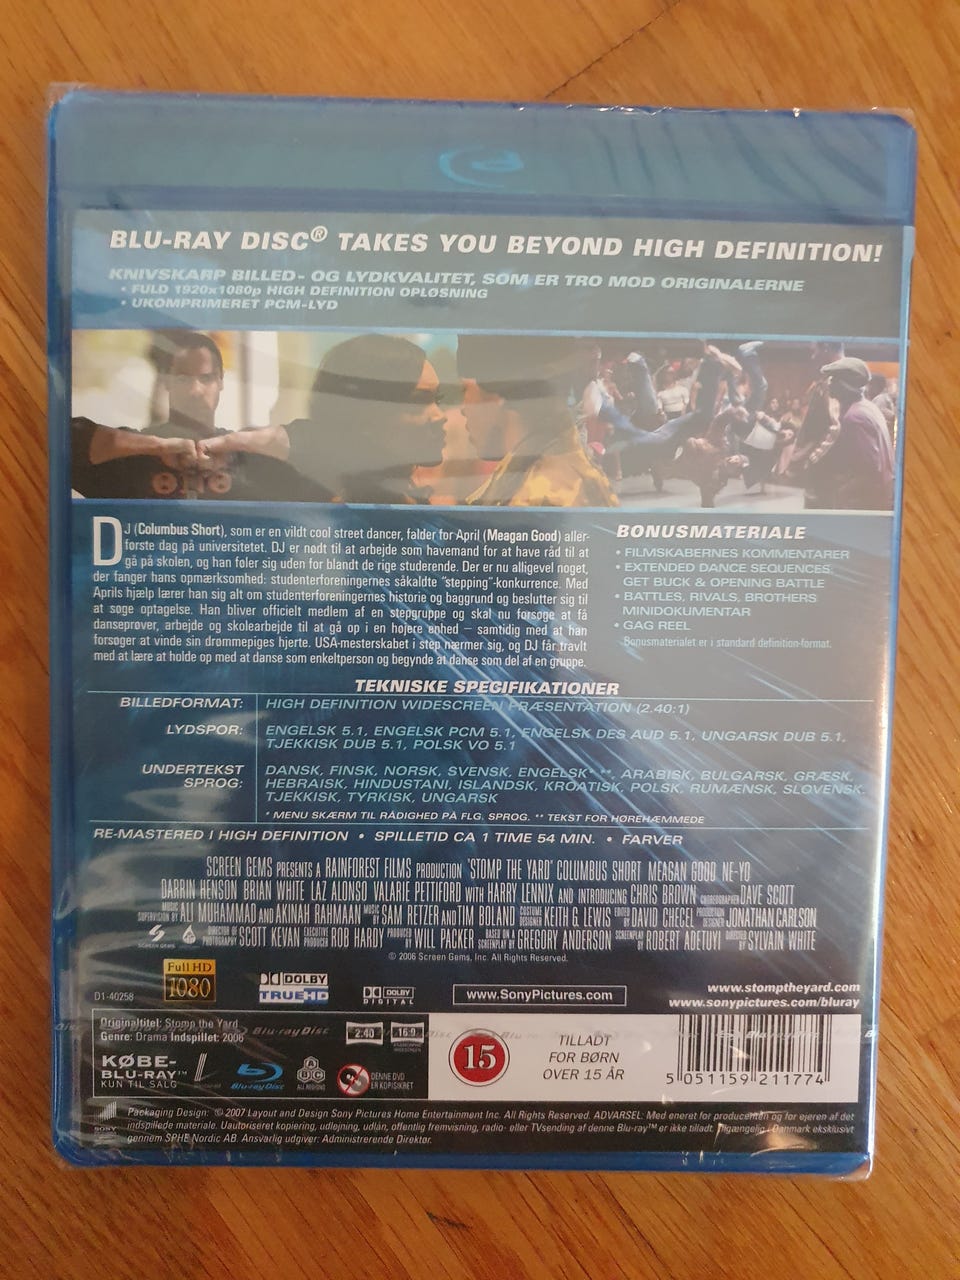 BLU-RAY DISC® TAKES YOU BEYOND HIGH DEFINITION!
KNIVSKARP BILLED- OG LYDKVALITET, SOM ER TRO MOD ORIGINALERNE
• FULD 1920x1080p HIGH DEFINITION OPLØSNING
• UKOMPRIMERET PCM-LYD
DJ (Columbus Short), som er en vildt cool street dancer, falder for April (Meagan Good) aller-
første dag på universitetet. DJ er nødt til at arbejde som havemand for at have råd til at
gå på skolen, og han føler sig uden for blandt de rige studerende. Der er nu alligevel noget,
der fanger hans opmærksomhed: studenterforeningernes såkaldte "stepping"-konkurrence. Med
Aprils hjælp lærer han sig alt om studenterforeningernes historie og baggrund og beslutter sig til
at søge optagelse. Han bliver officielt medlem af en stepgruppe og skal nu forsøge at få
danseprøver, arbejde og skolearbejde til at gå op i en højere enhed – samtidig med at han
forsøger at vinde sin drømmepiges hjerte. USA-mesterskabet i step nærmer sig, og DJ får travlt
med at lære at holde op med at danse som enkeltperson og begynde at danse som del af en gruppe.
BONUSMATERIALE
• FILMSKABERNES KOMMENTARER
• EXTENDED DANCE SEQUENCES:
GET BUCK & OPENING BATTLE
• BATTLES, RIVALS, BROTHERS
MINIDOKUMENTAR
• GAG REEL
Bonusmaterialet er i standard definition-format.
TEKNISKE SPECIFIKATIONER
BILLEDFORMAT: HIGH DEFINITION WIDESCREEN PRÆSENTATION (2.40:1)
LYDSPOR: ENGELSK 5.1, ENGELSK PCM 5.1, ENGELSK DES AUD 5.1, UNGARSK DUB 5.1,
TJEKKISK DUB 5.1, POLSK VO 5.1
UNDERTEKST DANSK, FINSK, NORSK, SVENSK, ENGELSK* **, ARABISK, BULGARSK, GRÆSK,
SPROG: HEBRAISK, HINDUSTANI, ISLANDSK, KROATISK, POLSK, RUMÆNSK, SLOVENSK,
TJEKKISK, TYRKISK, UNGARSK
* MENU SKÆRM TIL RÅDIGHED PÅ FLG. SPROG. ** TEKST FOR HØREHÆMMEDE
RE-MASTERED I HIGH DEFINITION • SPILLETID CA 1 TIME 54 MIN. • FARVER
SCREEN GEMS PRESENTS A RAINFOREST FILMS PRODUCTION 'STOMP THE YARD' COLUMBUS SHORT MEAGAN GOOD NE-YO
DARRIN HENSON BRIAN WHITE LAZ ALONSO VALARIE PETTIFORD WITH HARRY LENNIX AND INTRODUCING CHRIS BROWN CHOREOGRAPHER DAVE SCOTT
MUSIC SUPERVISION BY ALI MUHAMMAD AND AKINAH RAHMAAN MUSIC BY SAM RETZER AND TIM BOLAND COSTUME DESIGNER KEITH G LEWIS EDITED BY DAVID CHECEL PRODUCTION DESIGNER JONATHAN CARLSON
SCREEN GEMS DIRECTOR OF PHOTOGRAPHY SCOTT KEVAN EXECUTIVE PRODUCER ROB HARDY PRODUCED BY WILL PACKER BASED ON A SCREENPLAY BY GREGORY ANDERSON SCREENPLAY BY ROBERT ADETUYI DIRECTED BY SYLVAIN WHITE
© 2006 Screen Gems, Inc. All Rights Reserved.
D1-40258
Full HD
1080
DOLBY
TRUEHD
DOLBY
DIGITAL
www.SonyPictures.com
www.stomptheyard.com
www.sonypictures.com/bluray
Originaltitel: Stomp the Yard
Genre: Drama Indspillet: 2006
2.40
16:9
KØBE-
BLU-RAY™
KUN TIL SALG
Blu-ray Disc
ABC
ALL REGIONS
DENNE DVD
ER KOPISIKRET
15
TILLADT
FOR BØRN
OVER 15 ÅR
5 051159 211774
SONY
Packaging Design: © 2007 Layout and Design Sony Pictures Home Entertainment Inc. All Rights Reserved. ADVARSEL: Med eneret for producenten og for ejeren af det
indspillede materiale. Uautoriseret kopiering, udlejning, udlån, offentlig fremvisning, radio- eller TVsending af denne Blu-ray™ er ikke tilladt. Tilgængelig i Danmark eksklusivt
gennem SPHE Nordic AB. Ansvarlig udgiver: Administrerende Direktør.